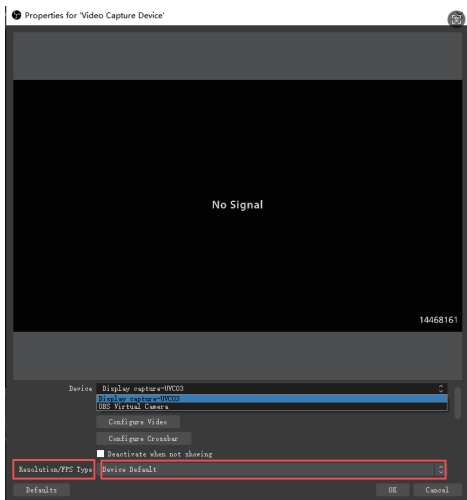 Properties for 'Video Capture Device'
No Signal
14468161
Device
Display capture-UVC03
Display capture-UVC03
OBS Virtual Camera
Configure Video
Configure Crossbar
Deactivate when not showing
Resolution/FPS Type
Device Default
Defaults
OK
Cancel